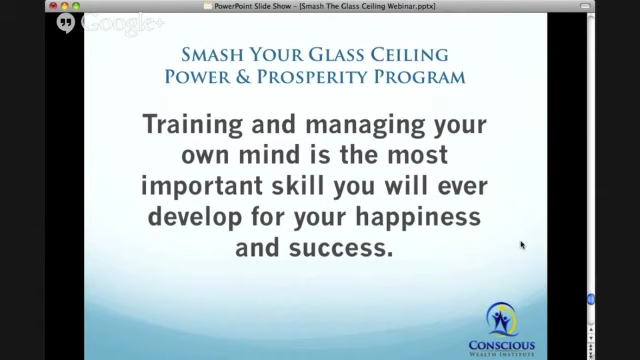 PowerPoint Slide Show - [Smash The Glass Ceiling Webinar.pptx]
Google+
SMASH YOUR GLASS CEILING
POWER & PROSPERITY PROGRAM
Training and managing your
own mind is the most
important skill you will ever
develop for your happiness
and success.
CONSCIOUS
WEALTH INSTITUTE